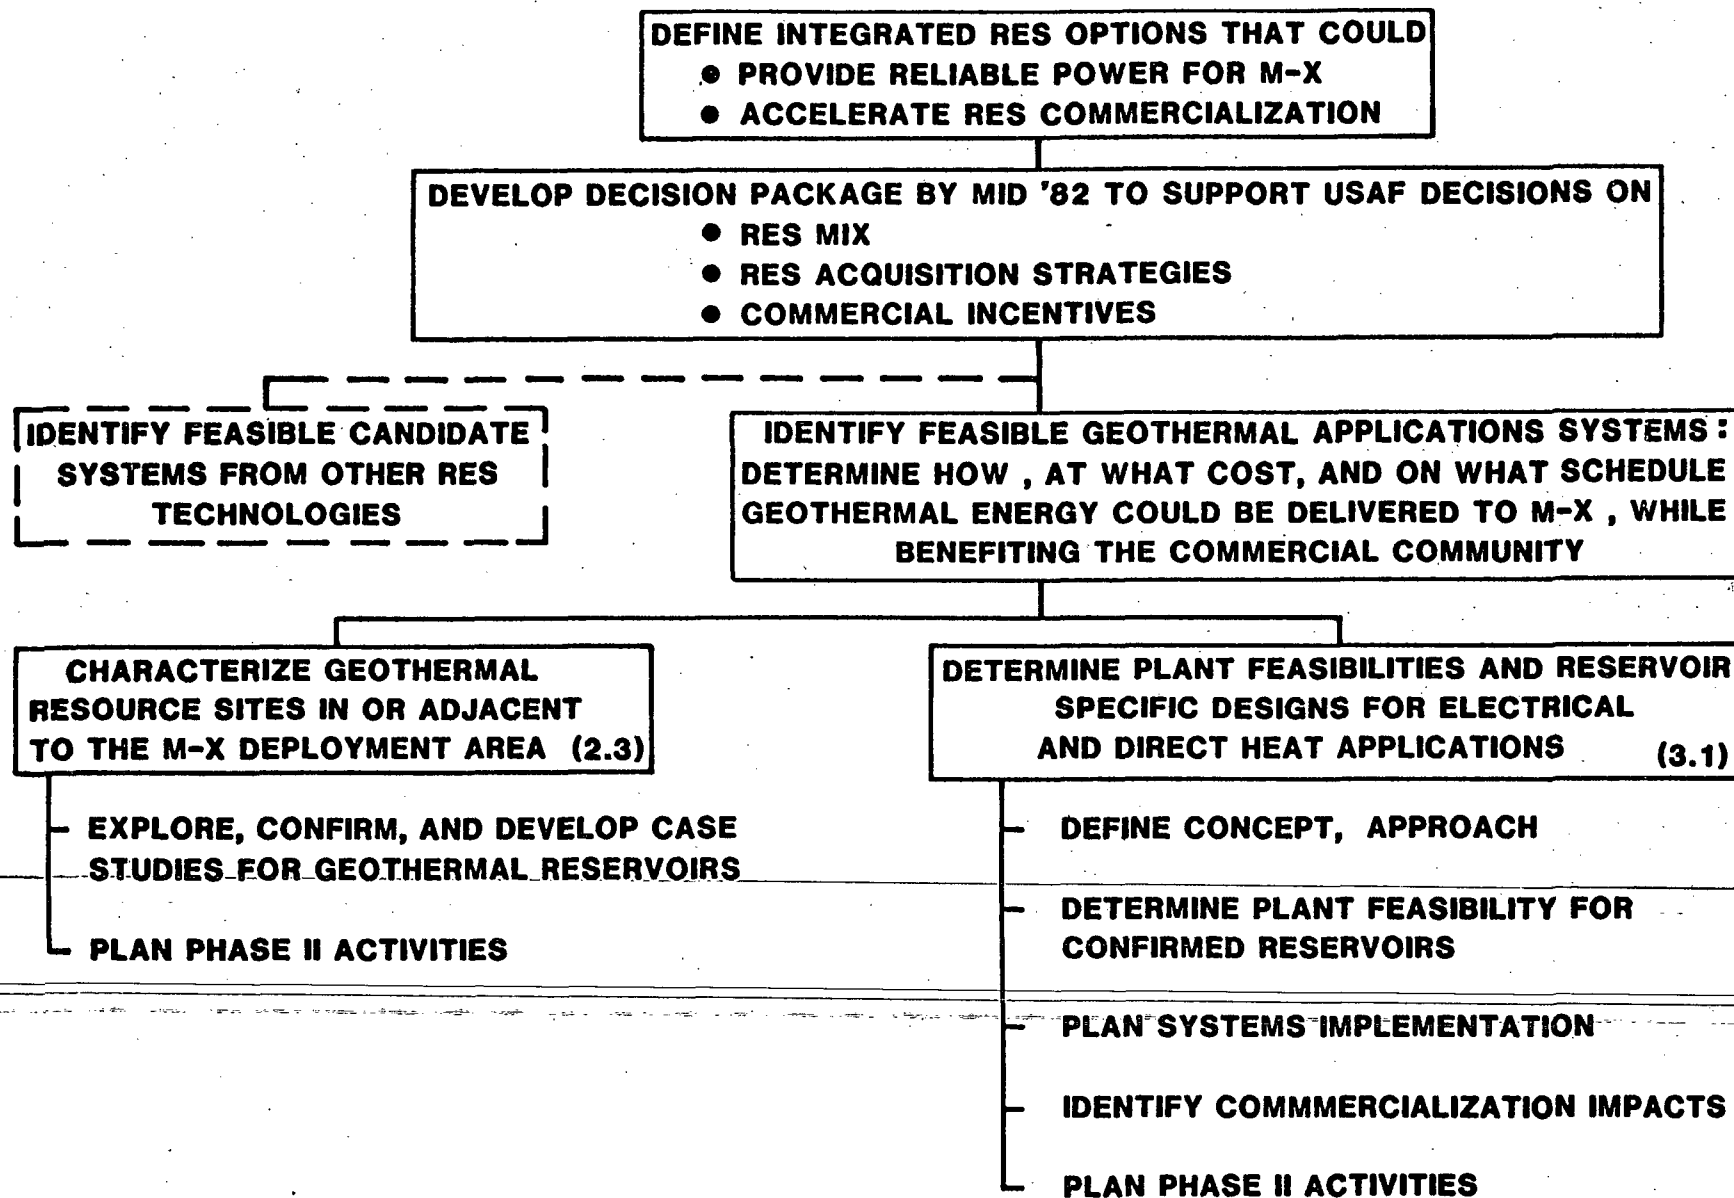 DEFINE INTEGRATED RES OPTIONS THAT COULD
● PROVIDE RELIABLE POWER FOR M-X
● ACCELERATE RES COMMERCIALIZATION
DEVELOP DECISION PACKAGE BY MID '82 TO SUPPORT USAF DECISIONS ON
● RES MIX
● RES ACQUISITION STRATEGIES
● COMMERCIAL INCENTIVES
IDENTIFY FEASIBLE CANDIDATE
SYSTEMS FROM OTHER RES
TECHNOLOGIES
IDENTIFY FEASIBLE GEOTHERMAL APPLICATIONS SYSTEMS :
DETERMINE HOW , AT WHAT COST, AND ON WHAT SCHEDULE
GEOTHERMAL ENERGY COULD BE DELIVERED TO M-X , WHILE
BENEFITING THE COMMERCIAL COMMUNITY
CHARACTERIZE GEOTHERMAL
RESOURCE SITES IN OR ADJACENT
TO THE M-X DEPLOYMENT AREA (2.3)
EXPLORE, CONFIRM, AND DEVELOP CASE
STUDIES FOR GEOTHERMAL RESERVOIRS
PLAN PHASE II ACTIVITIES
DETERMINE PLANT FEASIBILITIES AND RESERVOIR
SPECIFIC DESIGNS FOR ELECTRICAL
AND DIRECT HEAT APPLICATIONS (3.1)
DEFINE CONCEPT, APPROACH
DETERMINE PLANT FEASIBILITY FOR
CONFIRMED RESERVOIRS
PLAN SYSTEMS IMPLEMENTATION
IDENTIFY COMMMERCIALIZATION IMPACTS
PLAN PHASE II ACTIVITIES